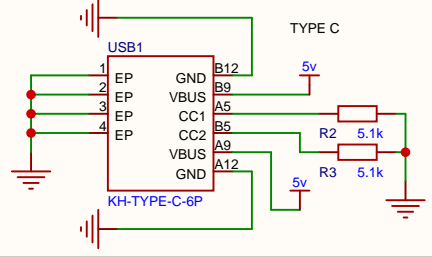 TYPE C
USB1
1 EP GND B12
5v
2 EP VBUS B9
3 EP CC1 A5
4 EP CC2 B5
R2 5.1k
VBUS A9
GND A12
R3 5.1k
5v
KH-TYPE-C-6P